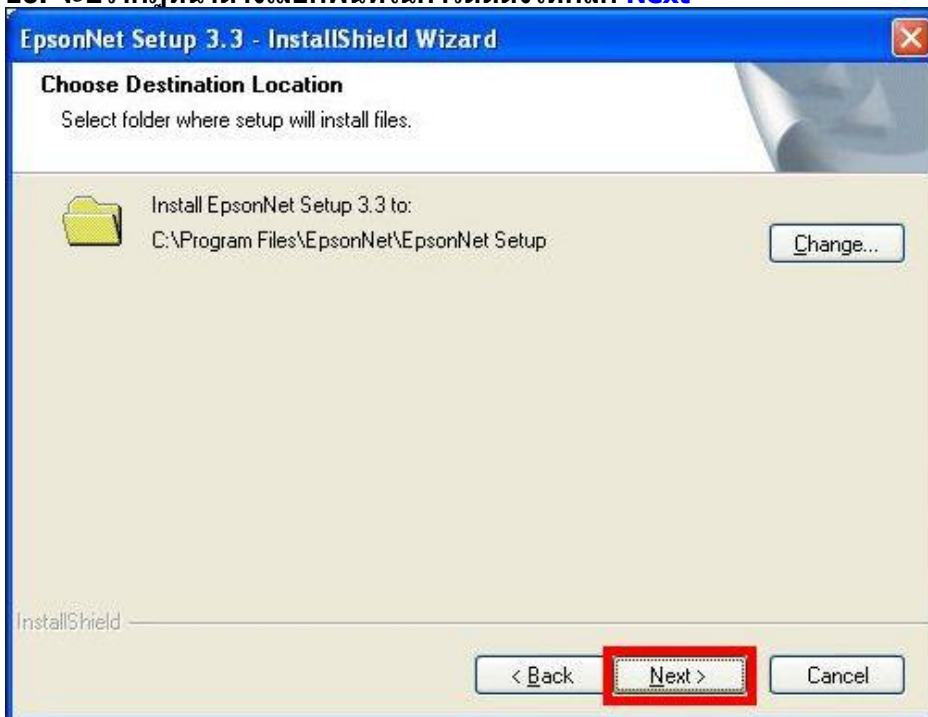 Next
EpsonNet Setup 3.3 - InstallShield Wizard
Choose Destination Location
Select folder where setup will install files.
Install EpsonNet Setup 3.3 to:
C:\Program Files\EpsonNet\EpsonNet Setup
Change...
InstallShield
< Back
Next >
Cancel